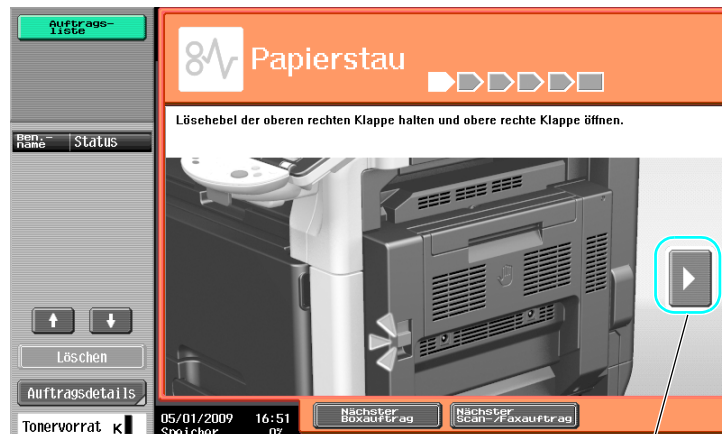 Auftrags-
liste
Papierstau
Lösehebel der oberen rechten Klappe halten und obere rechte Klappe öffnen.
Ben.-
name
Status
Löschen
Auftragsdetails
Tonervorrat K
05/01/2009 16:51
Speicher 0%
Nächster
Boxauftrag
Nächster
Scan-/Faxauftrag